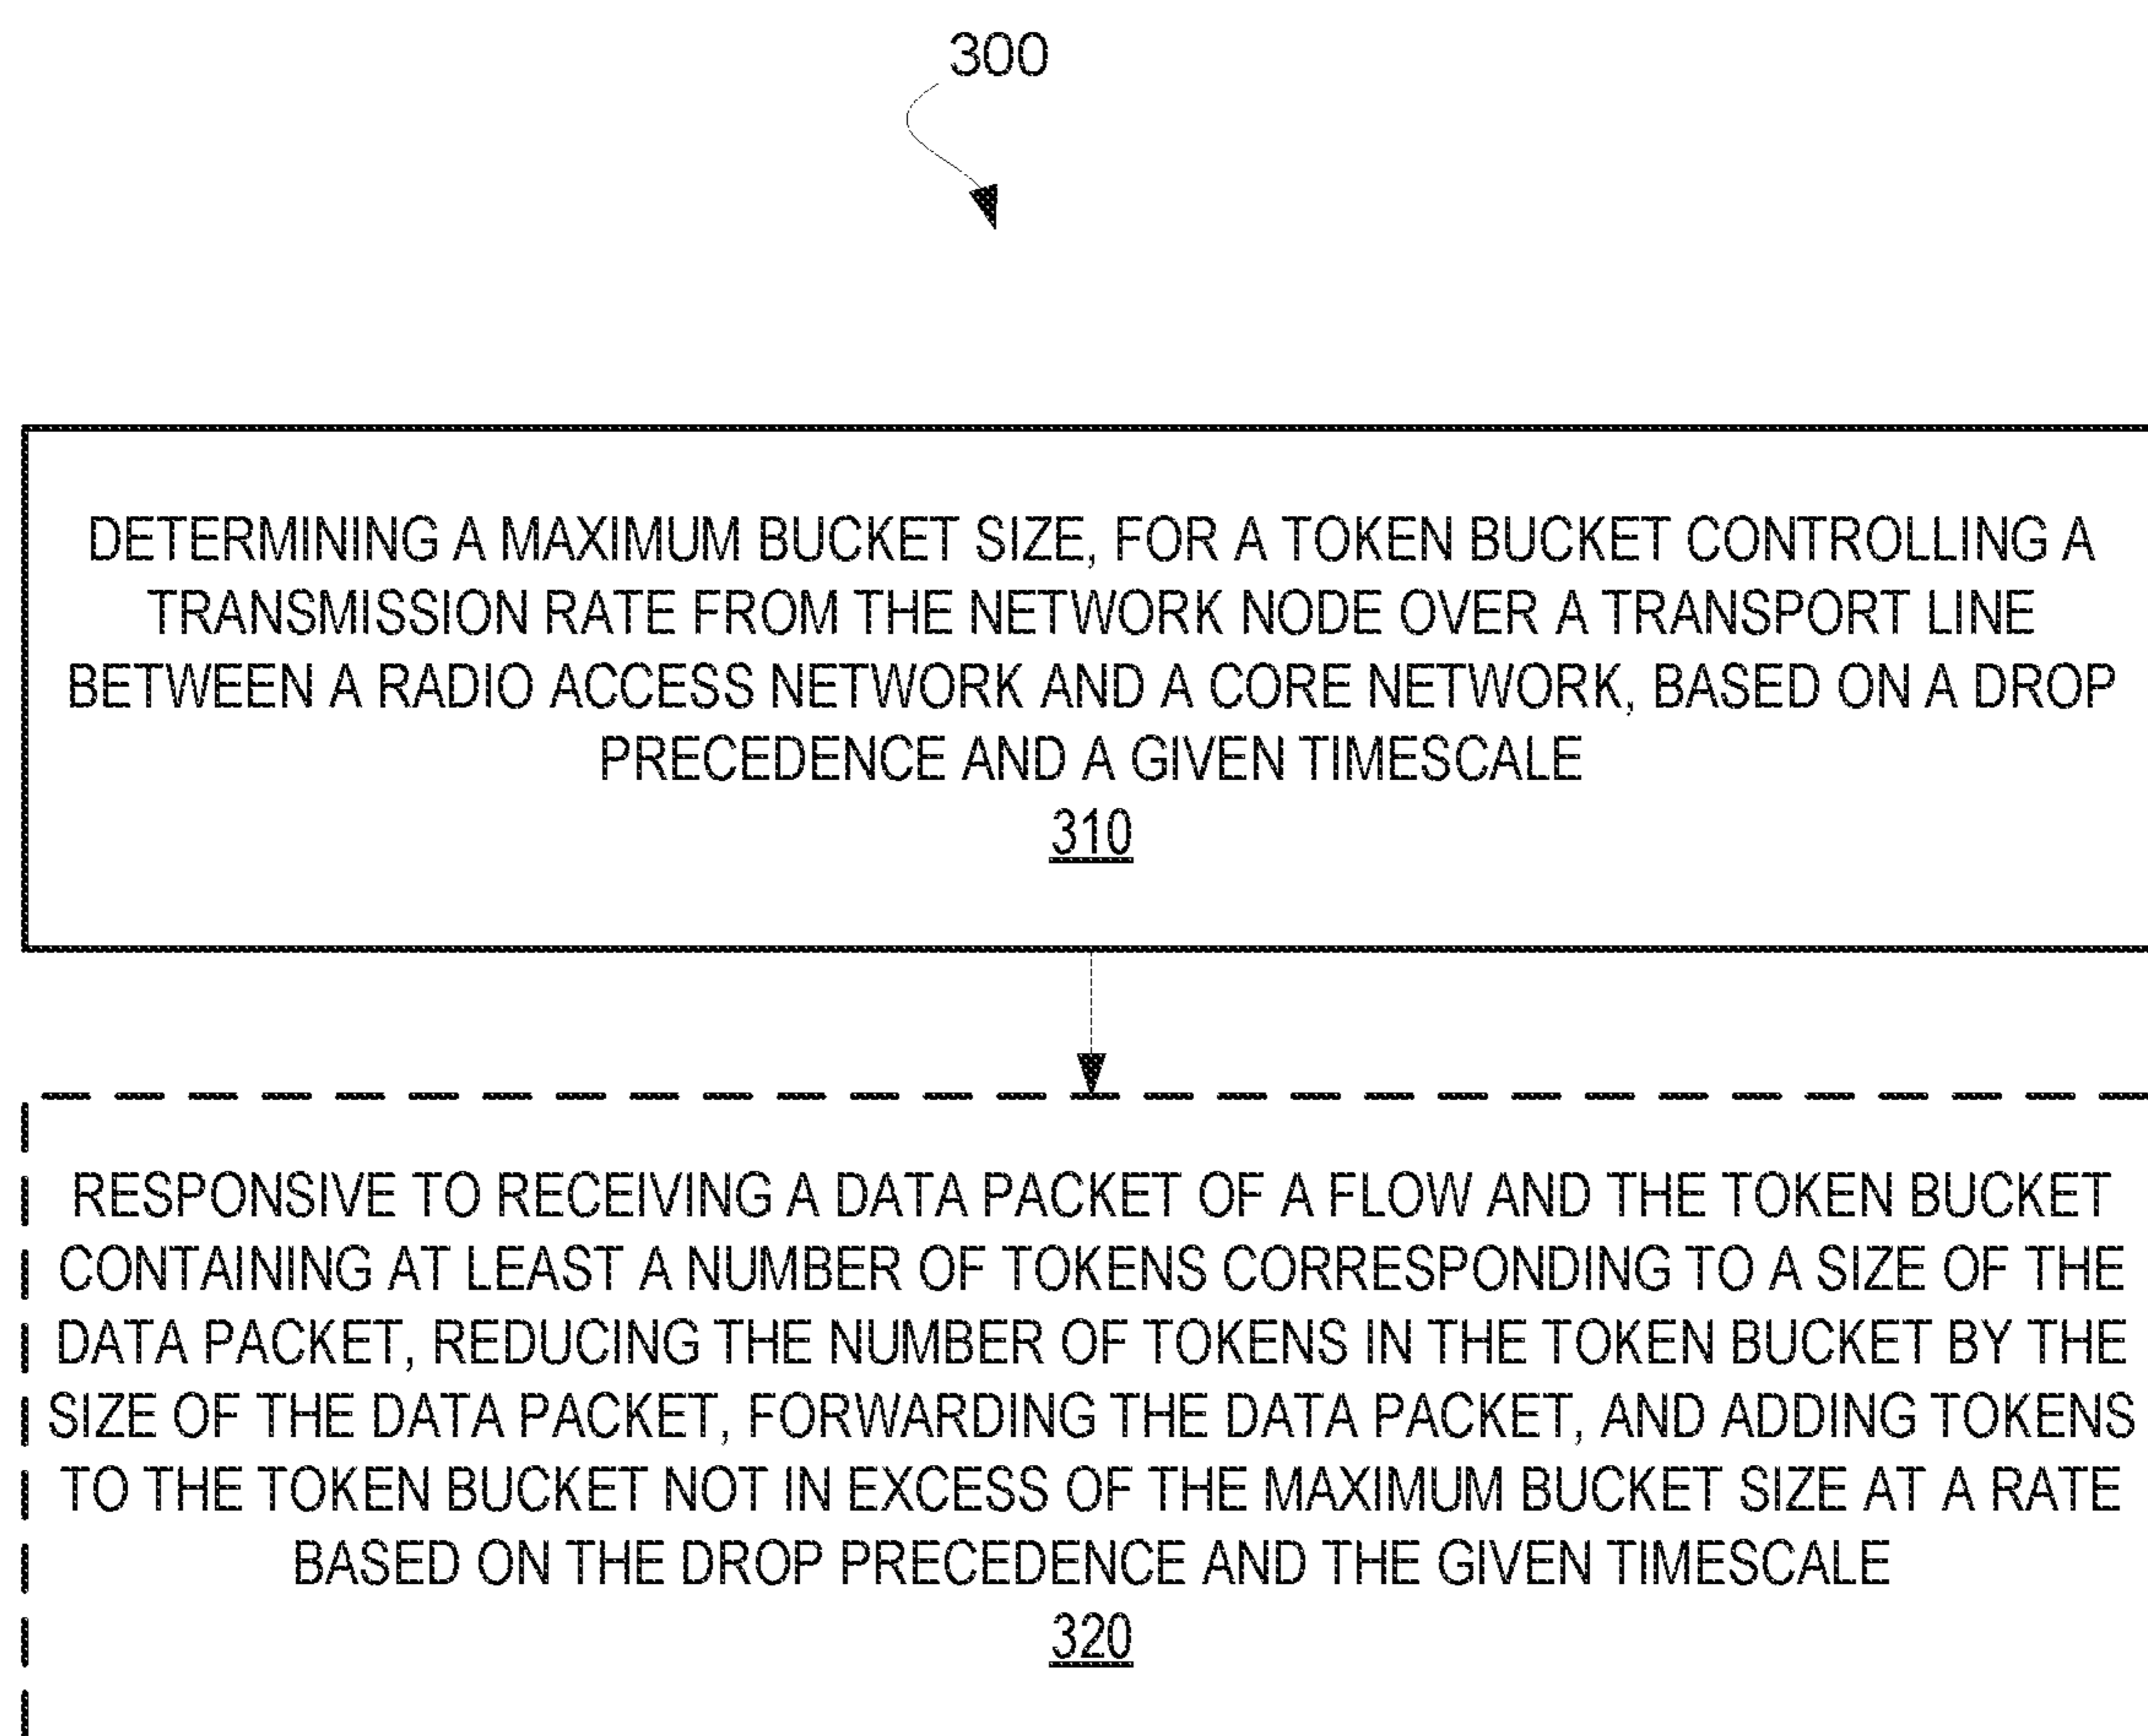 300
DETERMINING A MAXIMUM BUCKET SIZE, FOR A TOKEN BUCKET CONTROLLING A
TRANSMISSION RATE FROM THE NETWORK NODE OVER A TRANSPORT LINE
BETWEEN A RADIO ACCESS NETWORK AND A CORE NETWORK, BASED ON A DROP
PRECEDENCE AND A GIVEN TIMESCALE
310
RESPONSIVE TO RECEIVING A DATA PACKET OF A FLOW AND THE TOKEN BUCKET
CONTAINING AT LEAST A NUMBER OF TOKENS CORRESPONDING TO A SIZE OF THE
DATA PACKET, REDUCING THE NUMBER OF TOKENS IN THE TOKEN BUCKET BY THE
SIZE OF THE DATA PACKET, FORWARDING THE DATA PACKET, AND ADDING TOKENS
TO THE TOKEN BUCKET NOT IN EXCESS OF THE MAXIMUM BUCKET SIZE AT A RATE
BASED ON THE DROP PRECEDENCE AND THE GIVEN TIMESCALE
320